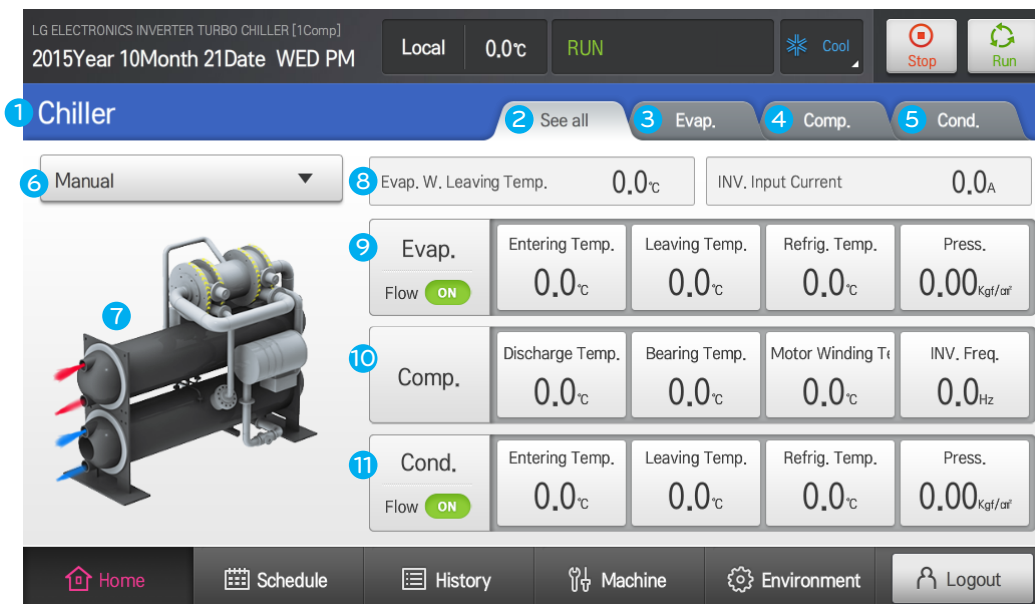 LG ELECTRONICS INVERTER TURBO CHILLER [1Comp]
2015Year 10Month 21Date WED PM
Local 0.0℃ RUN Cool Stop Run
1 Chiller 2 See all 3 Evap. 4 Comp. 5 Cond.
6 Manual 8 Evap. W. Leaving Temp. 0.0℃ INV. Input Current 0.0A
7
9 Evap. Entering Temp. Leaving Temp. Refrig. Temp. Press.
Flow ON 0.0℃ 0.0℃ 0.0℃ 0.00Kgf/㎠
10 Comp. Discharge Temp. Bearing Temp. Motor Winding Te INV. Freq.
0.0℃ 0.0℃ 0.0℃ 0.0Hz
11 Cond. Entering Temp. Leaving Temp. Refrig. Temp. Press.
Flow ON 0.0℃ 0.0℃ 0.0℃ 0.00Kgf/㎠
Home Schedule History Machine Environment Logout